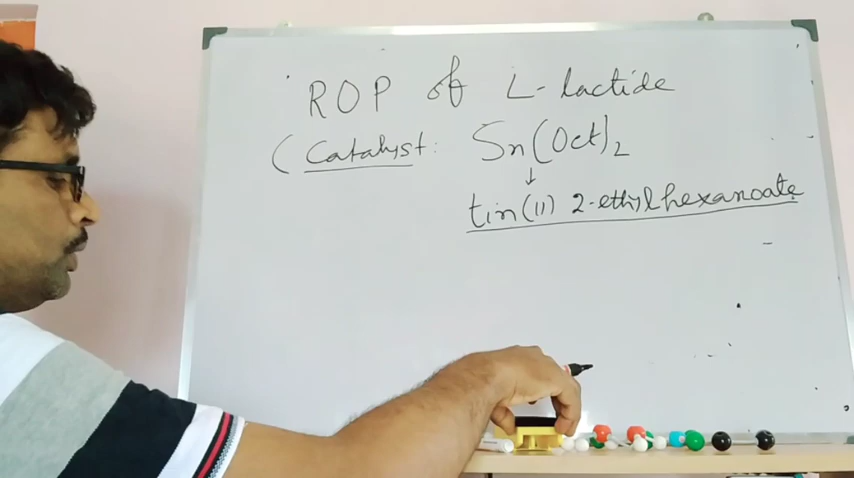 ROP of L-lactide
(Catalyst: Sn(Oct)2
↓
tin(II) 2-ethylhexanoate